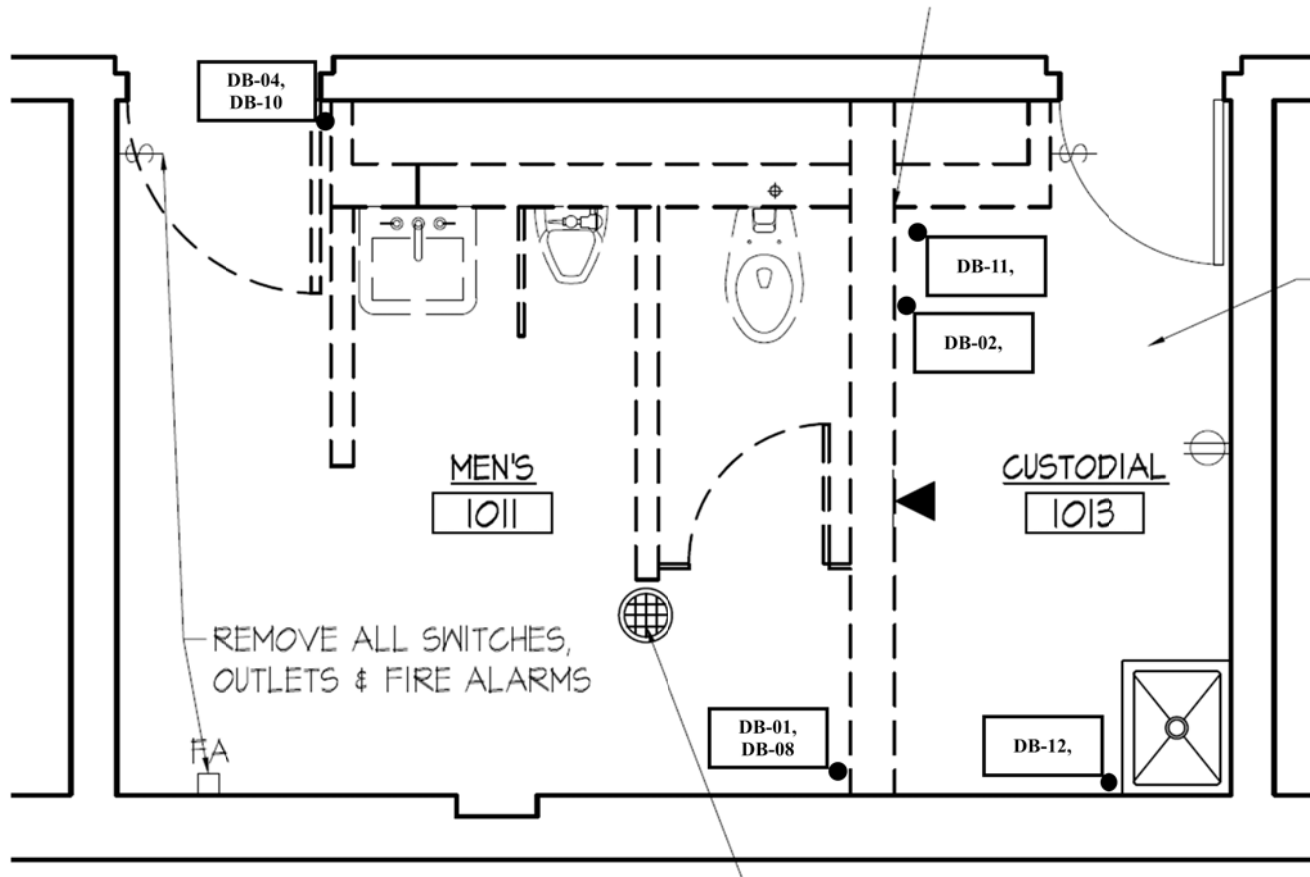 DB-04,
DB-10
DB-11,
DB-02,
MEN'S
1011
CUSTODIAL
1013
REMOVE ALL SWITCHES,
OUTLETS & FIRE ALARMS
DB-01,
DB-08
DB-12,
FA